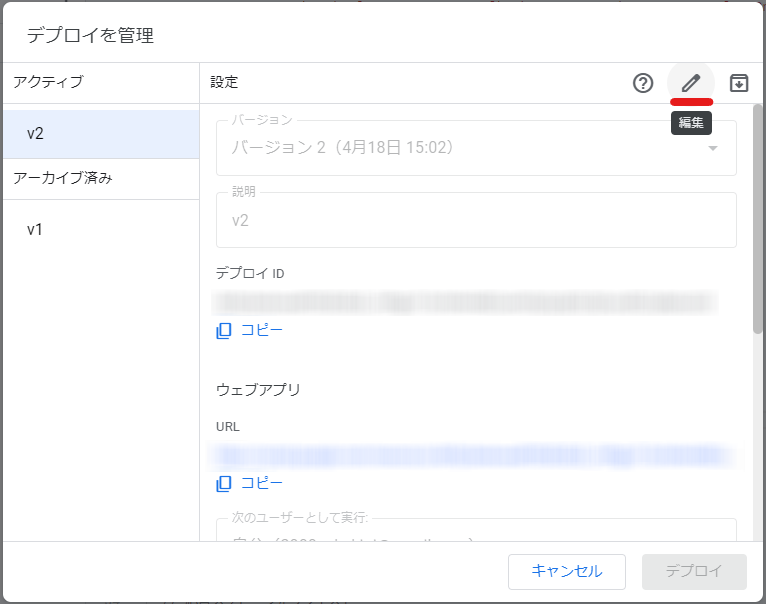 デプロイを管理
アクティブ
設定
編集
v2
バージョン
バージョン 2（4月18日 15:02）
アーカイブ済み
説明
v2
v1
デプロイ ID
コピー
ウェブアプリ
URL
コピー
次のユーザーとして実行:
キャンセル
デプロイ